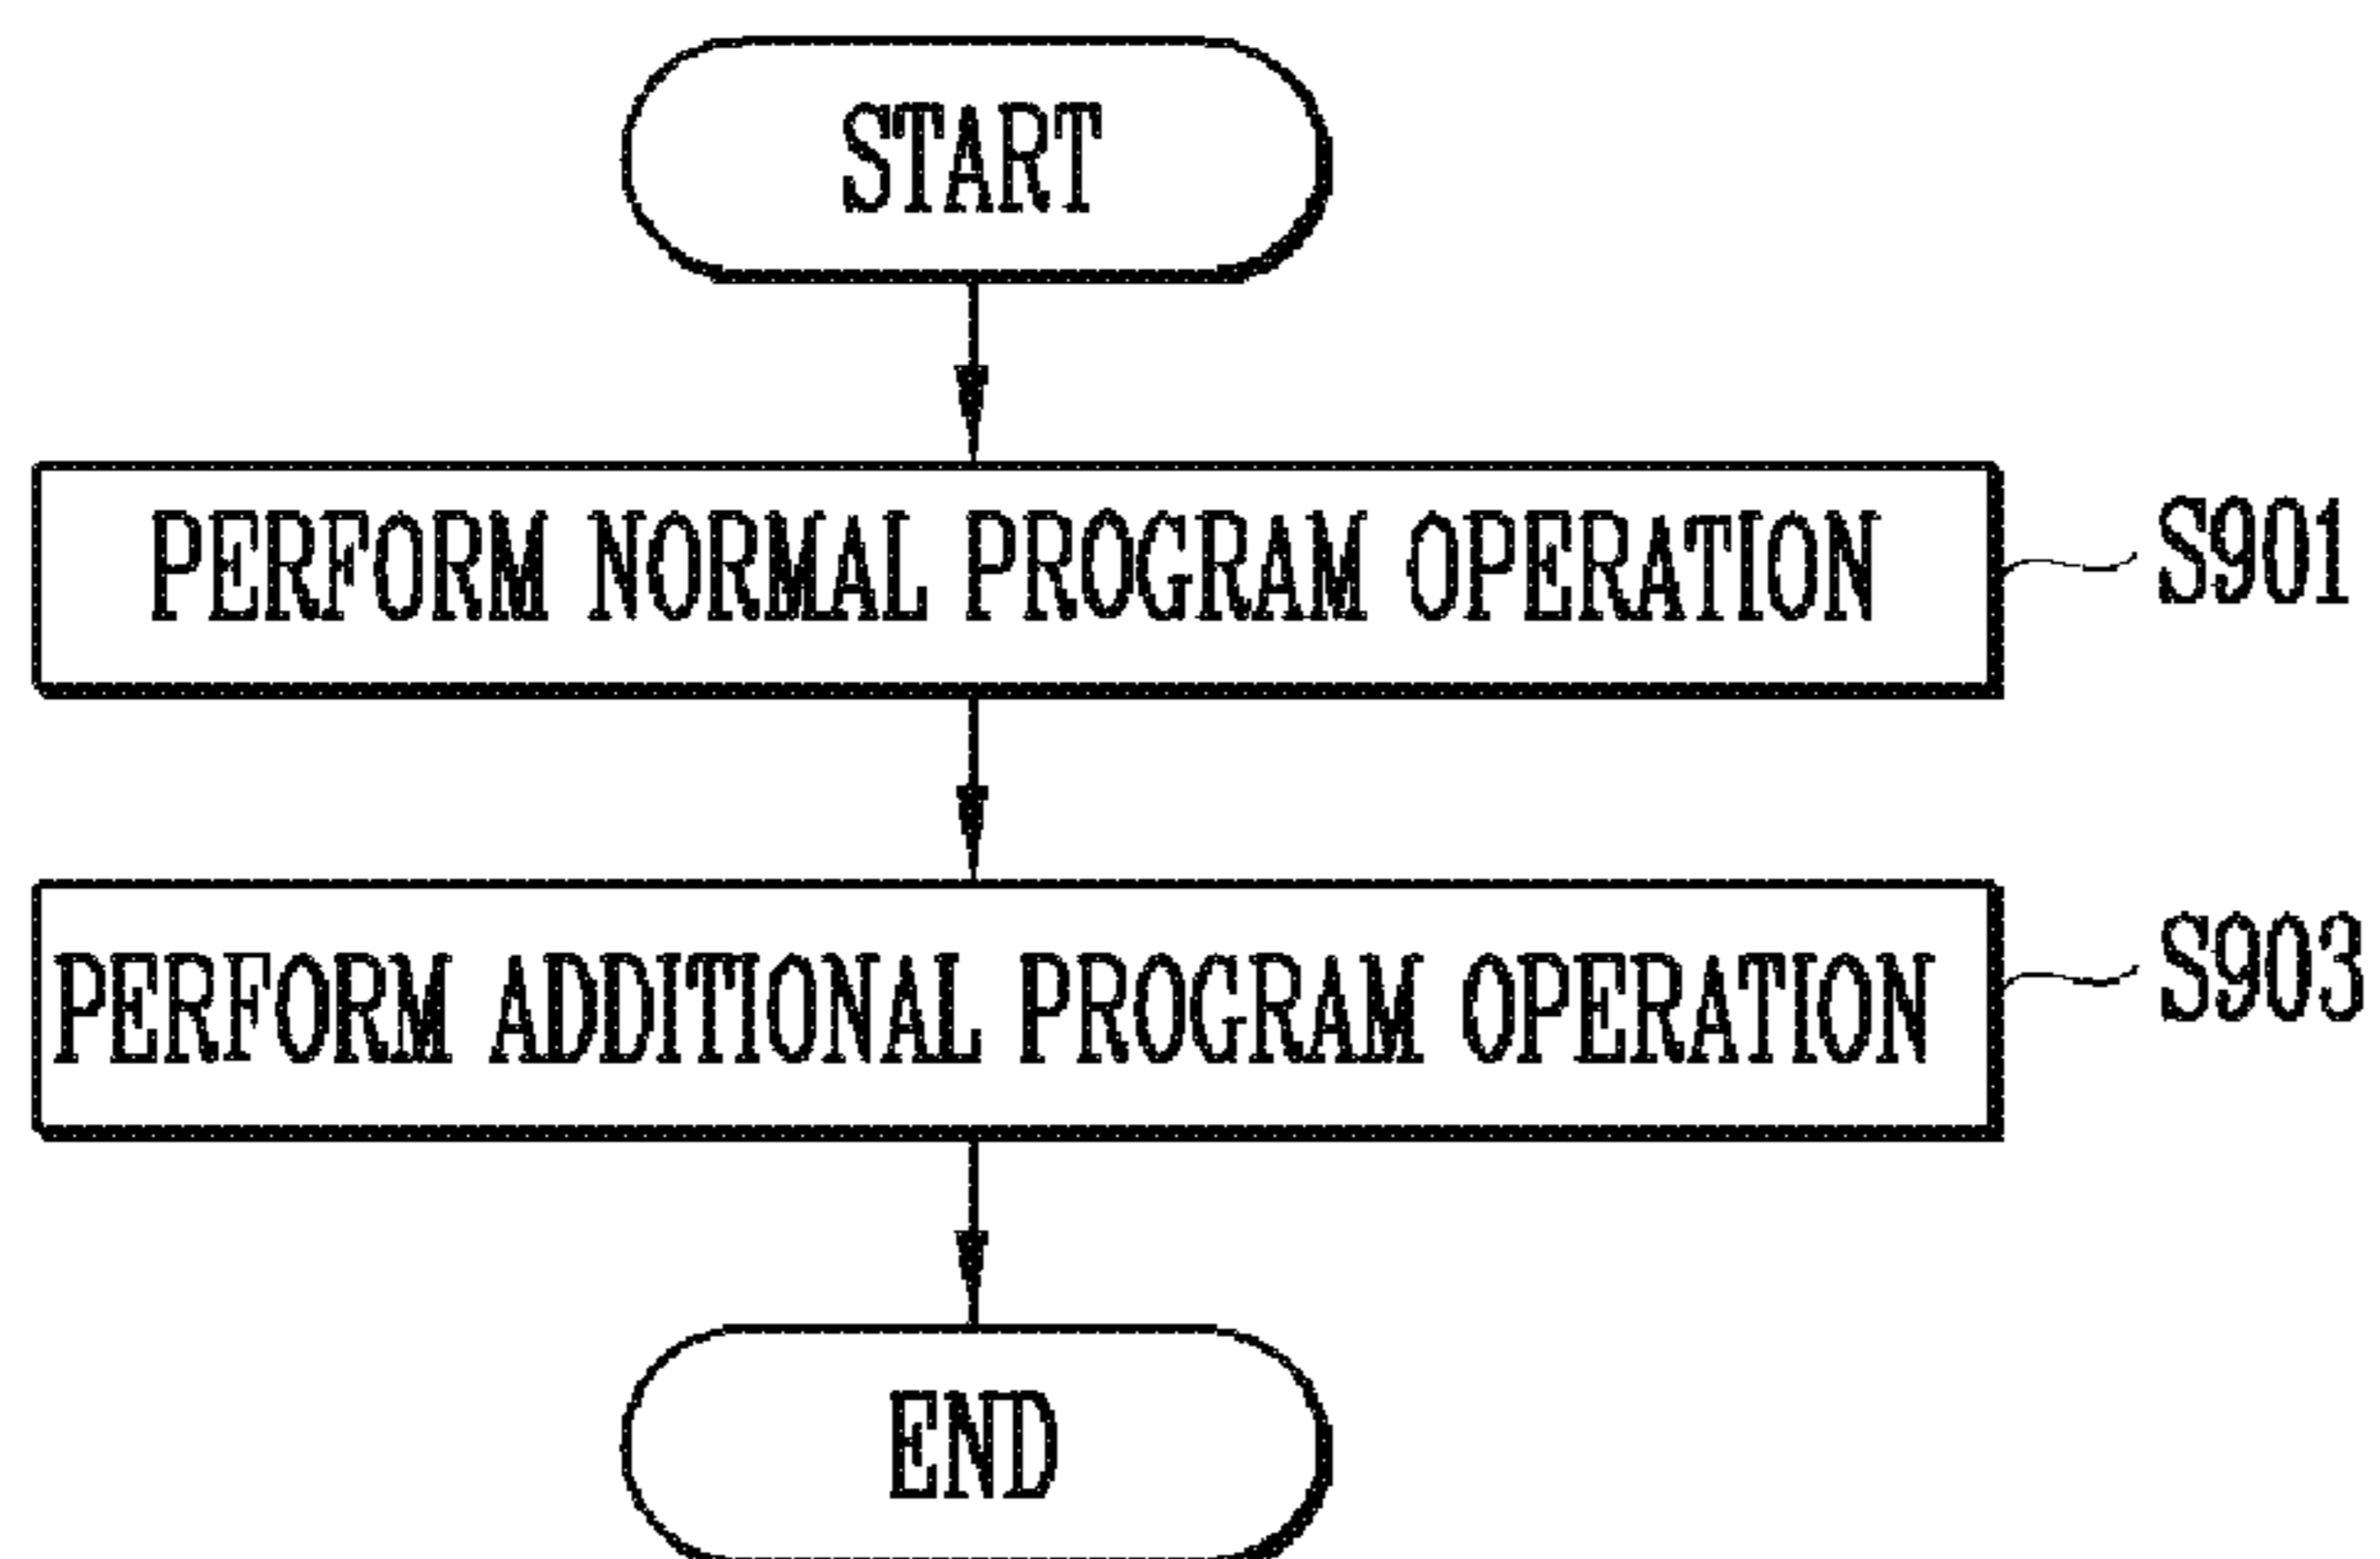 START
PERFORM NORMAL PROGRAM OPERATION
S901
PERFORM ADDITIONAL PROGRAM OPERATION
S903
END